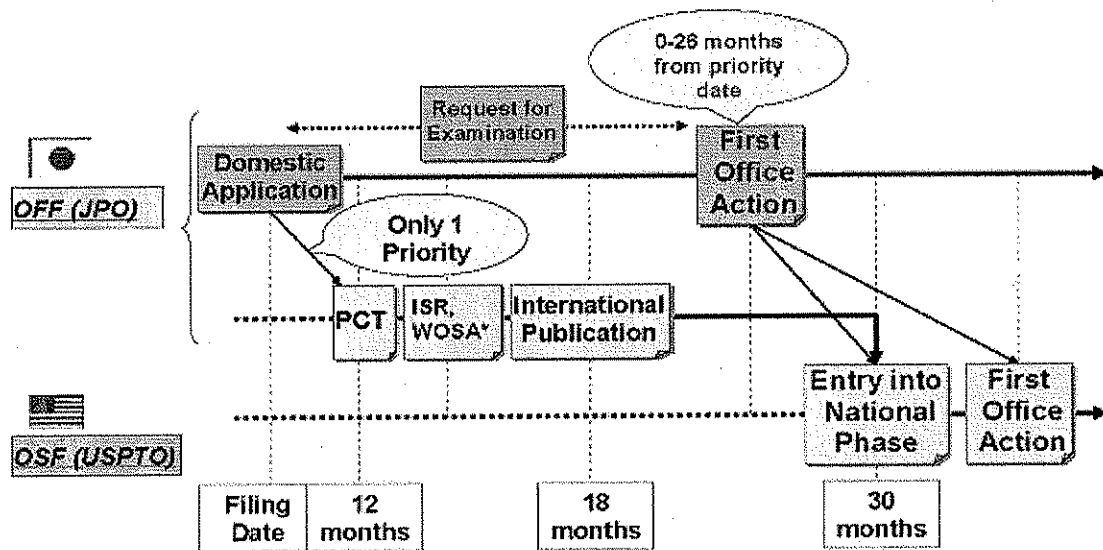 0-26 months
from priority
date
Request for
Examination
First
Office
Action
Domestic
Application
OFF (JPO)
Only 1
Priority
PCT
ISR,
WOSA*
International
Publication
Entry into
National
Phase
First
Office
Action
OSF (USPTO)
Filing
Date
12
months
18
months
30
months